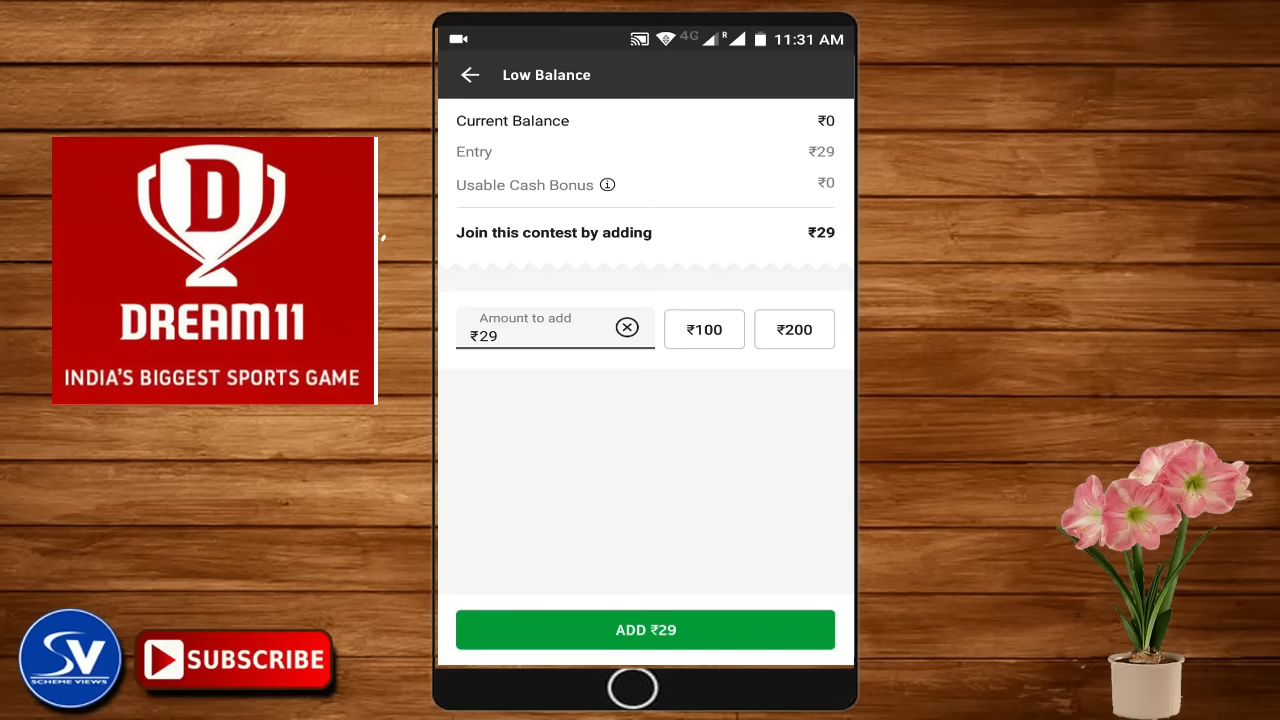 4G R 11:31 AM
Low Balance
Current Balance ₹0
Entry ₹29
Usable Cash Bonus ₹0
Join this contest by adding ₹29
Amount to add
₹29
₹100
₹200
ADD ₹29
D
DREAM11
INDIA'S BIGGEST SPORTS GAME
SV
SCHEME VIEWS
SUBSCRIBE